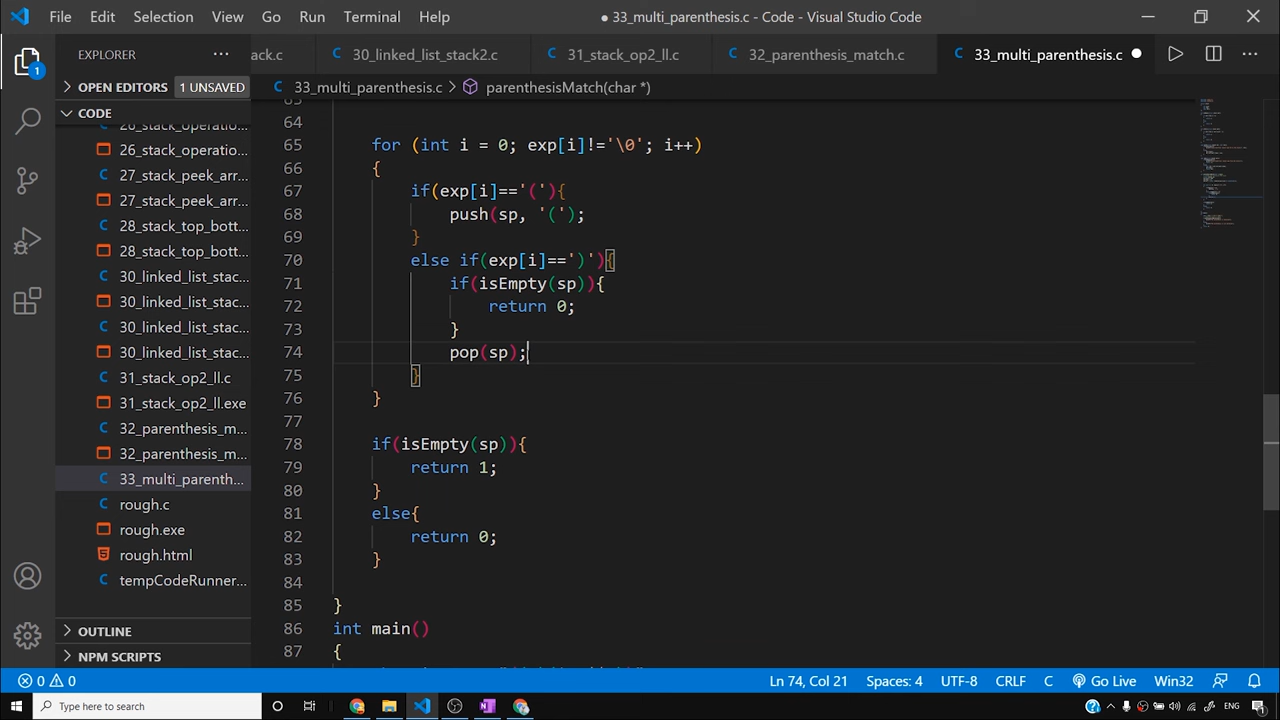 File Edit Selection View Go Run Terminal Help
● 33_multi_parenthesis.c - Code - Visual Studio Code
EXPLORER ...
ack.c
C 30_linked_list_stack2.c
C 31_stack_op2_ll.c
C 32_parenthesis_match.c
C 33_multi_parenthesis.c ●
OPEN EDITORS 1 UNSAVED
C 33_multi_parenthesis.c > parenthesisMatch(char *)
1
CODE
26_stack_operatio...
26_stack_operatio...
C 27_stack_peek_arr...
27_stack_peek_arr...
C 28_stack_top_bott...
28_stack_top_bott...
C 30_linked_list_stac...
30_linked_list_stac...
C 30_linked_list_stac...
30_linked_list_stac...
C 31_stack_op2_ll.c
31_stack_op2_ll.exe
C 32_parenthesis_m...
32_parenthesis_m...
C 33_multi_parenth...
C rough.c
rough.exe
rough.html
C tempCodeRunner...
OUTLINE
NPM SCRIPTS
63
64
65 for (int i = 0; exp[i]!='\0'; i++)
66 {
67 if(exp[i]=='('){
68 push(sp, '(');
69 }
70 else if(exp[i]==')'){
71 if(isEmpty(sp)){
72 return 0;
73 }
74 pop(sp);
75 }
76 }
77
78 if(isEmpty(sp)){
79 return 1;
80 }
81 else{
82 return 0;
83 }
84
85 }
86 int main()
87 {
0 0 Ln 74, Col 21 Spaces: 4 UTF-8 CRLF C Go Live Win32
Type here to search
ENG